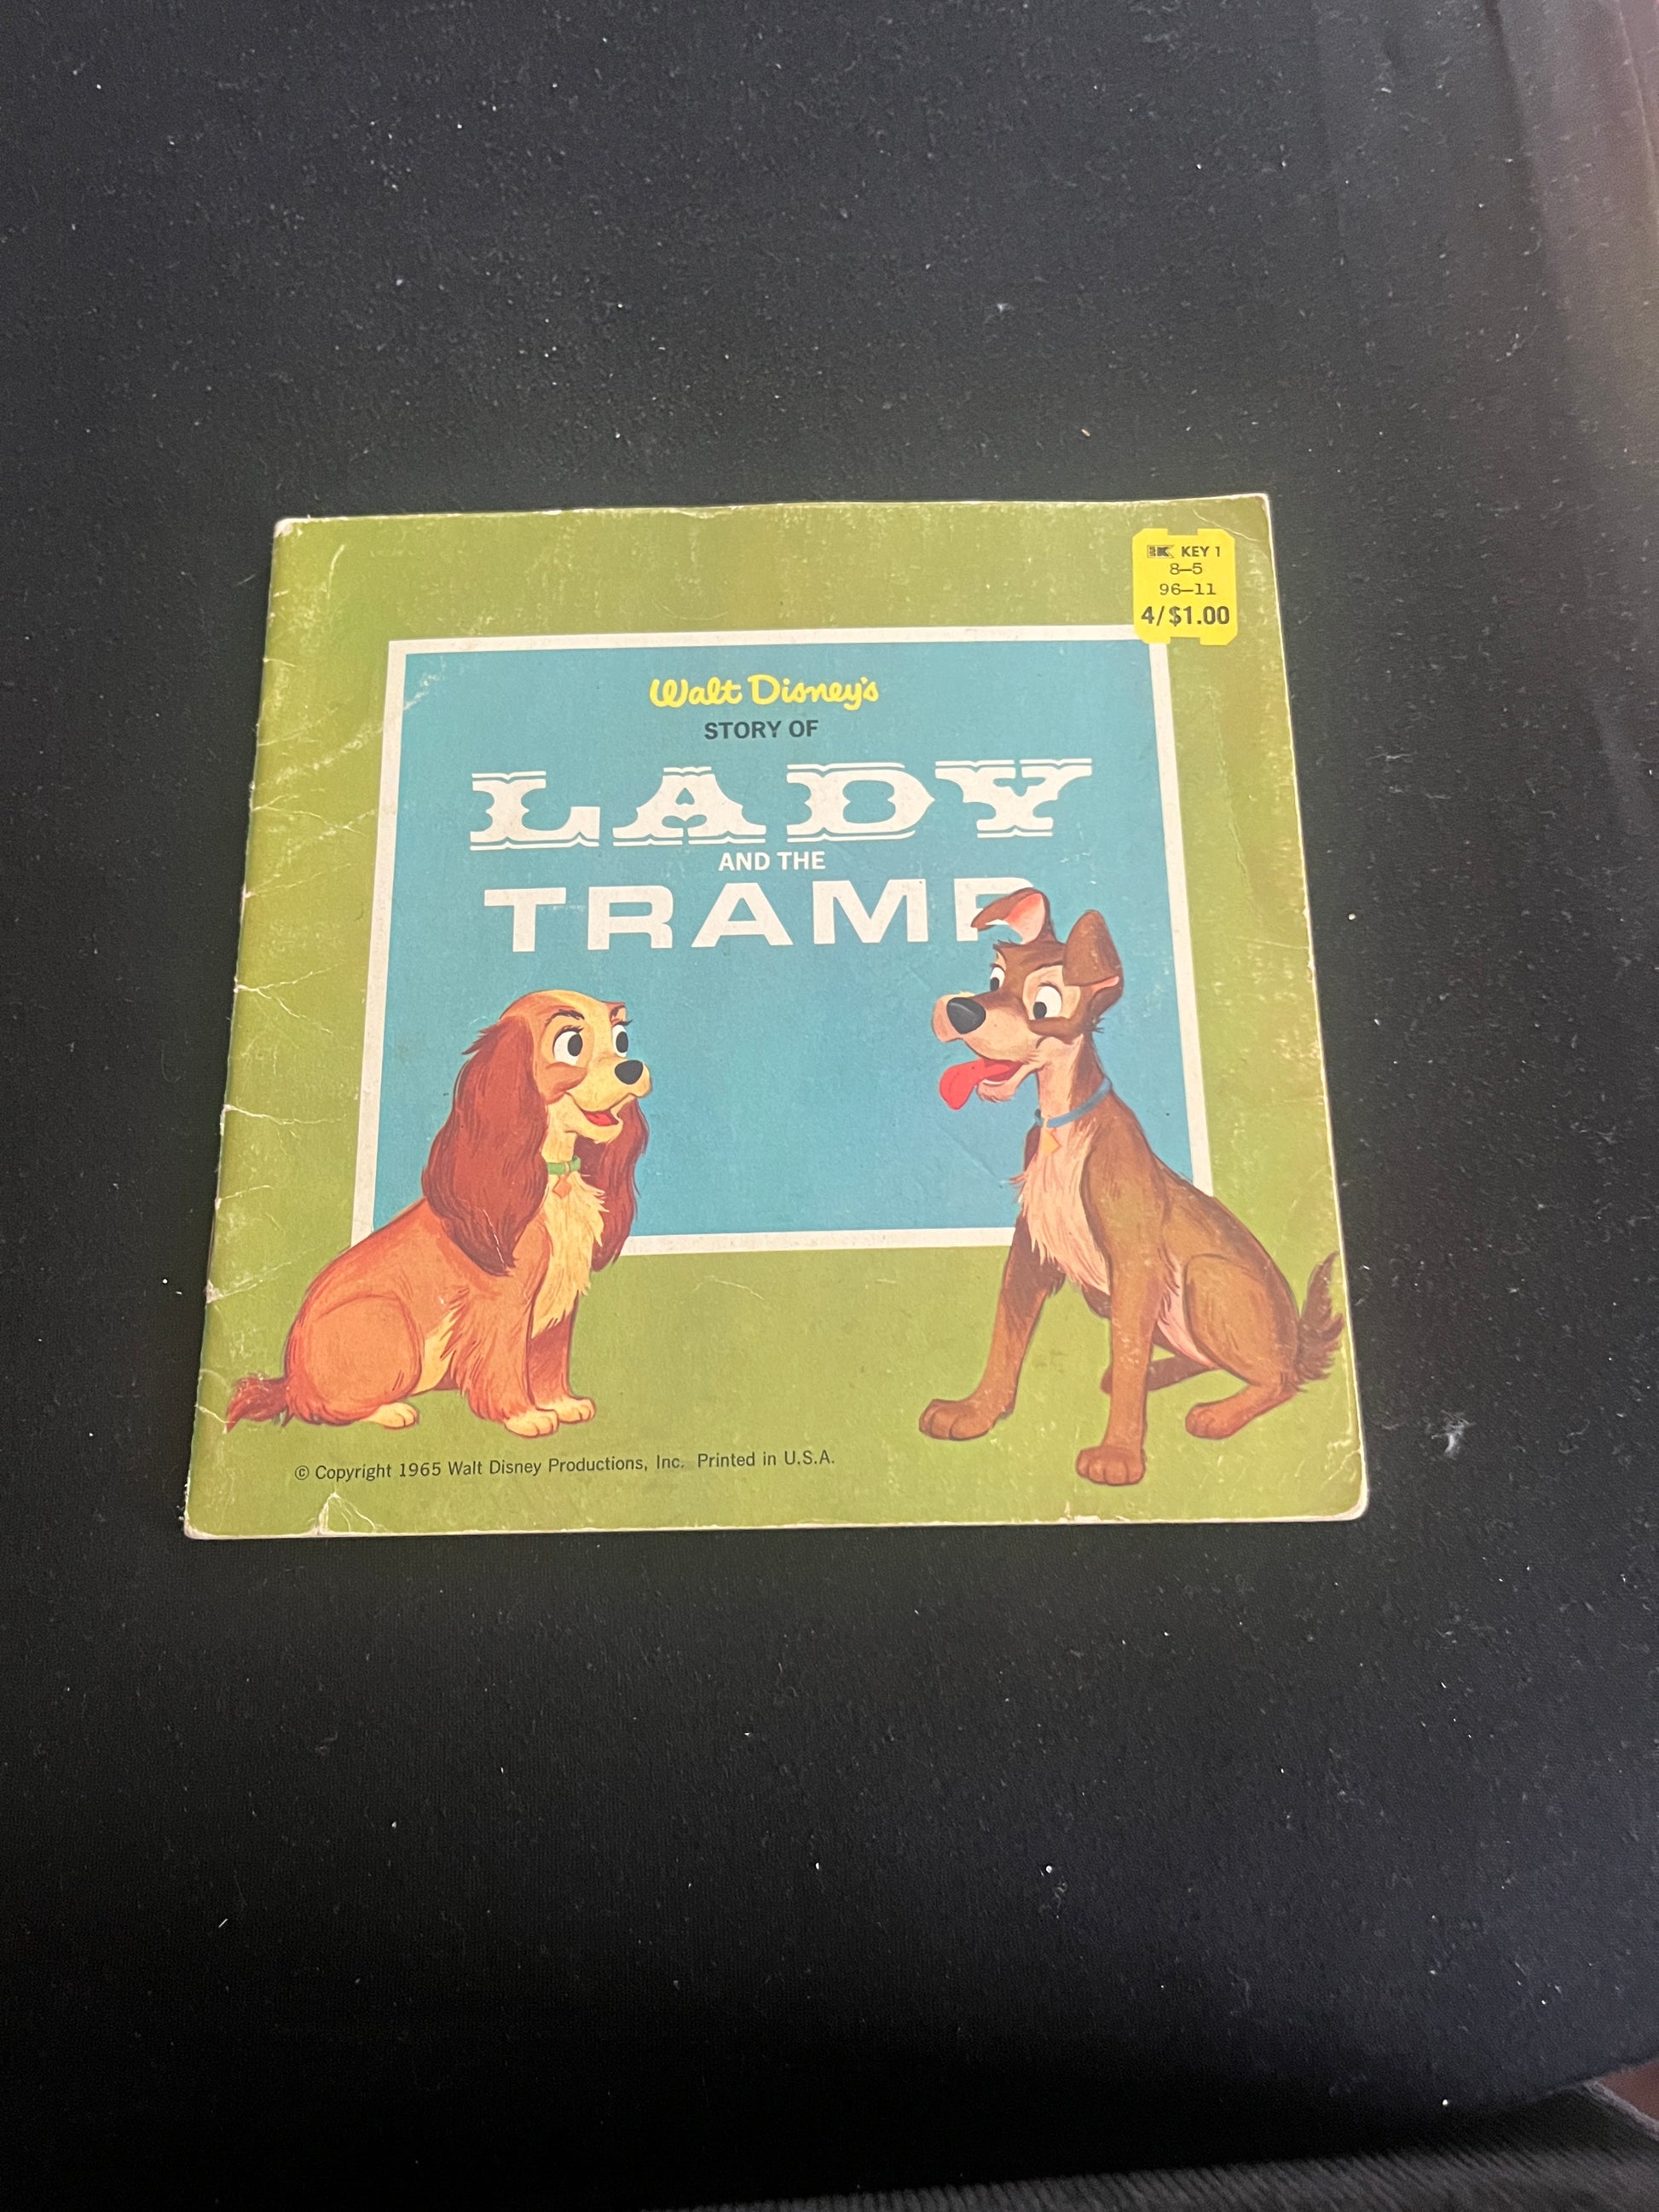 KEY 1
8-5
96-11
4/$1.00
Walt Disney's
STORY OF
LADY
AND THE
TRAMP
© Copyright 1965 Walt Disney Productions, Inc. Printed in U.S.A.